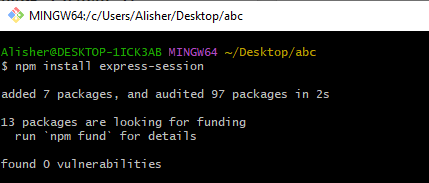 MINGW64:/c/Users/Alisher/Desktop/abc
Alisher@DESKTOP-1ICK3AB MINGW64 ~/Desktop/abc
$ npm install express-session
added 7 packages, and audited 97 packages in 2s
13 packages are looking for funding
  run `npm fund` for details
found 0 vulnerabilities